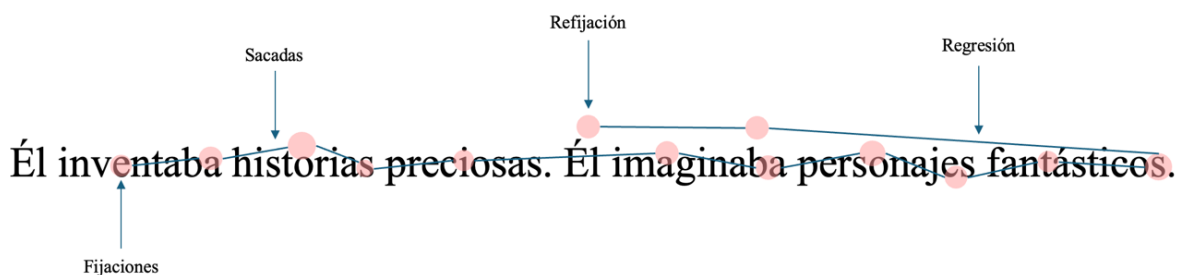 Refijación
Regresión
Sacadas
Él inventaba historias preciosas. Él imaginaba personajes fantásticos.
Fijaciones